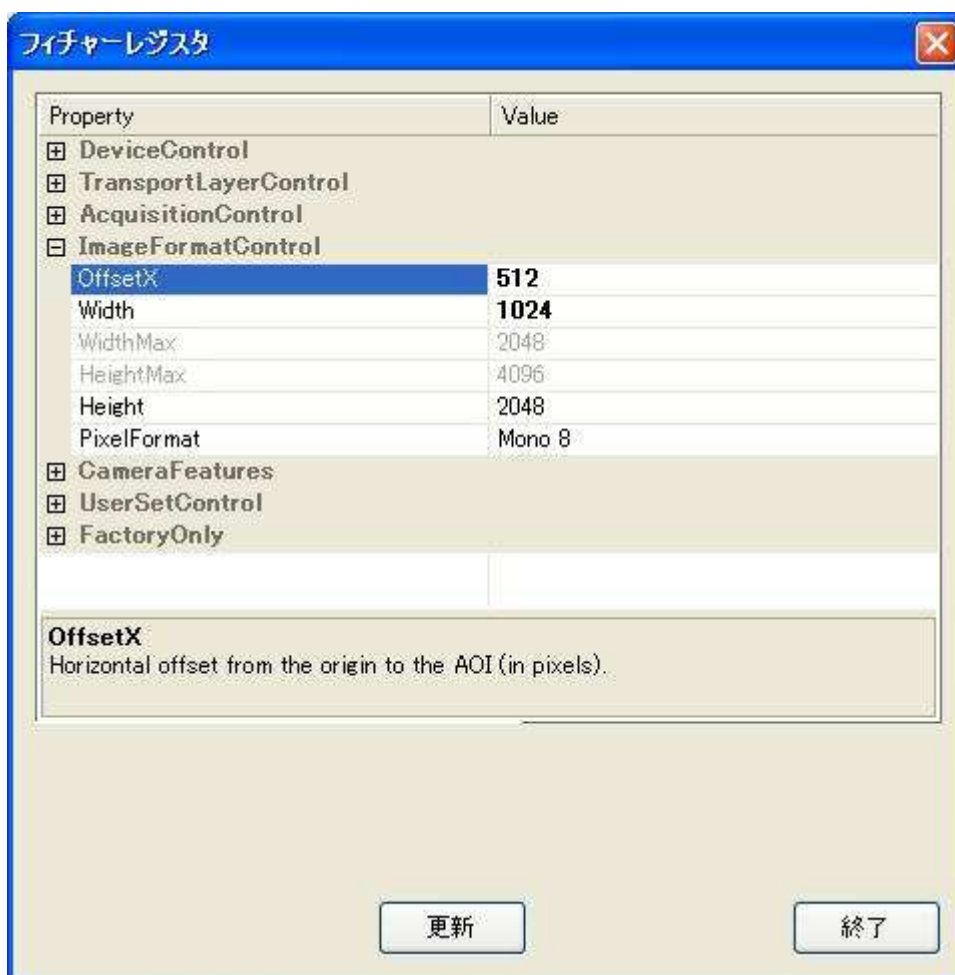 フィチャーレジスタ
Property Value
DeviceControl
TransportLayerControl
AcquisitionControl
ImageFormatControl
OffsetX 512
Width 1024
WidthMax 2048
HeightMax 4096
Height 2048
PixelFormat Mono 8
CameraFeatures
UserSetControl
FactoryOnly
OffsetX
Horizontal offset from the origin to the AOI (in pixels).
更新 終了